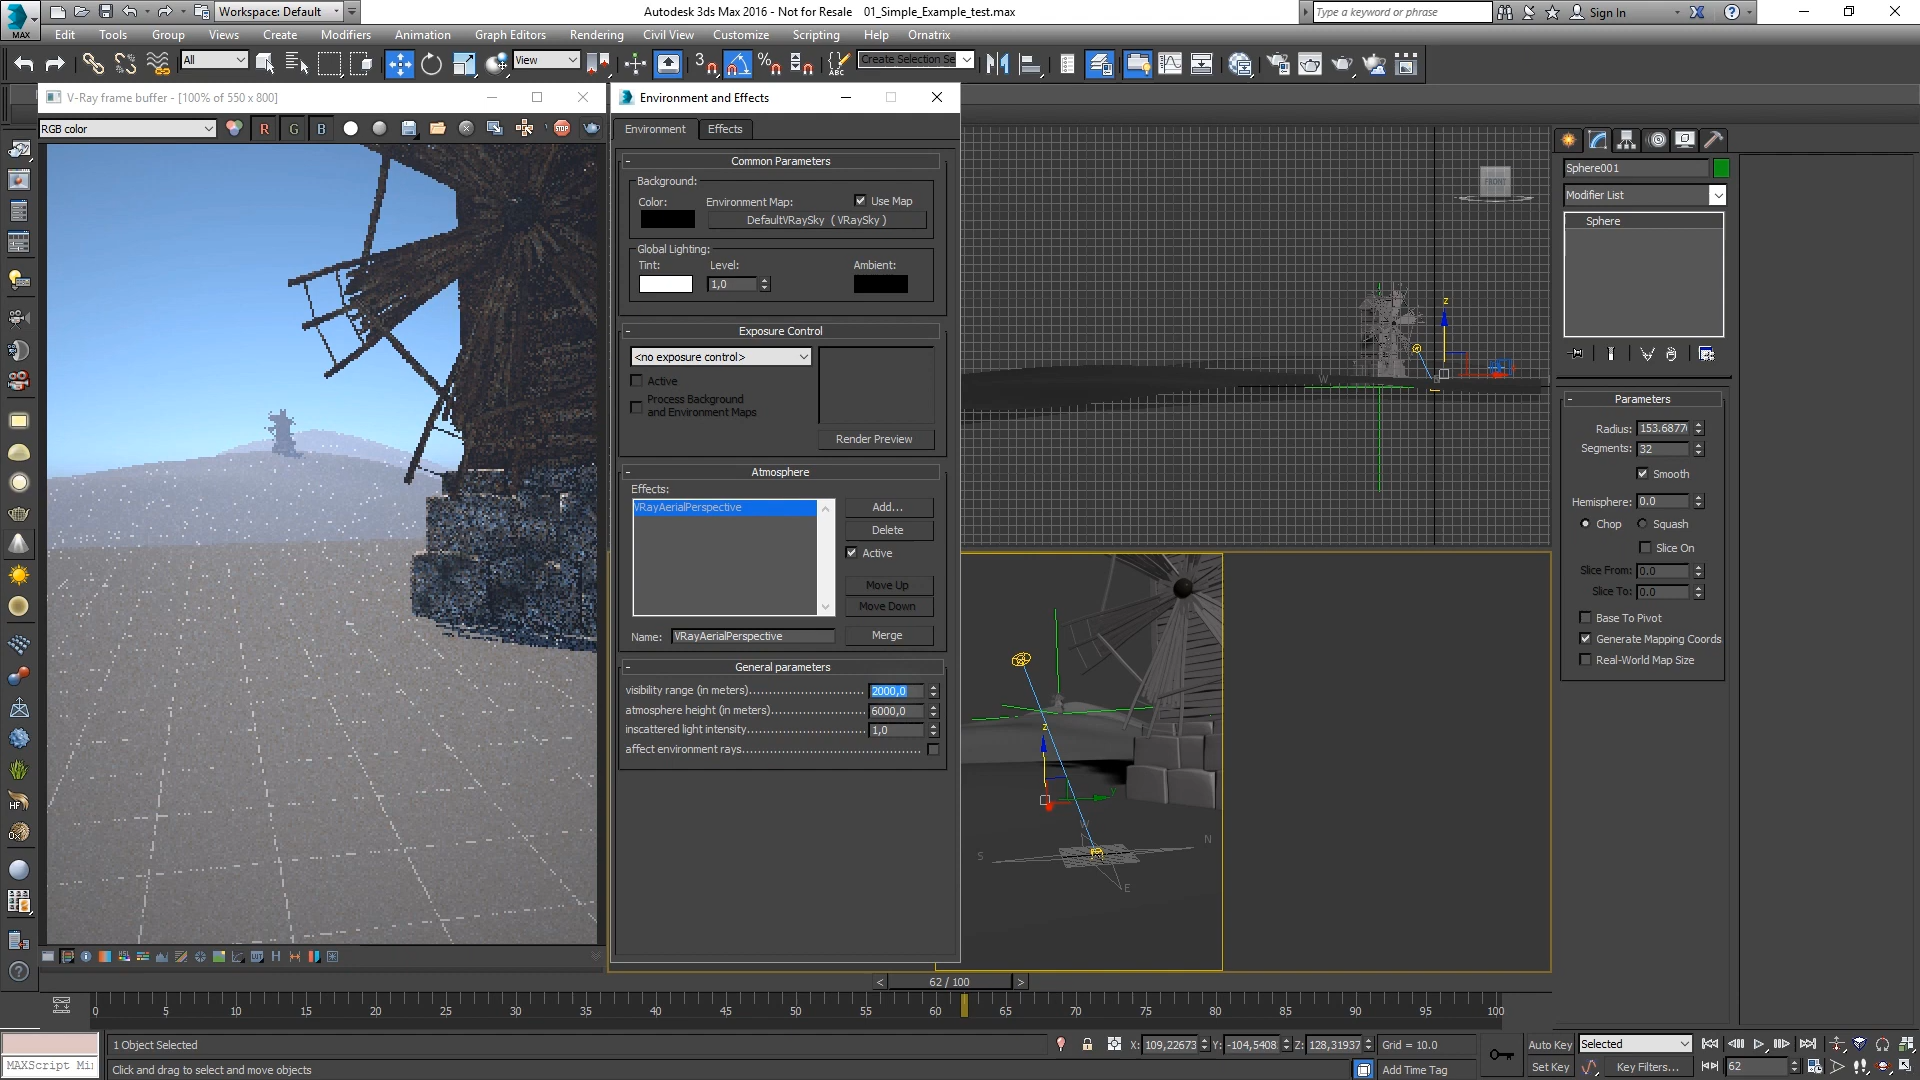 Workspace: Default
Autodesk 3ds Max 2016 - Not for Resale    01_Simple_Example_test.max
Type a keyword or phrase
Sign In
MAX
Edit Tools Group Views Create Modifiers Animation Graph Editors Rendering Civil View Customize Scripting Help Ornatrix
All
View
3
ABC
Create Selection Se
V-Ray frame buffer - [100% of 550 x 800]
RGB color
R G B
STOP
Environment and Effects
Environment Effects
Common Parameters
Background:
Color: Environment Map: Use Map
DefaultVRaySky ( VRaySky )
Global Lighting:
Tint: Level: Ambient:
1,0
Exposure Control
<no exposure control>
Active
Process Background
and Environment Maps
Render Preview
Atmosphere
Effects:
VRayAerialPerspective
Add...
Delete
Active
Move Up
Move Down
Name: VRayAerialPerspective
Merge
General parameters
visibility range (in meters) 2000,0
atmosphere height (in meters) 6000,0
inscattered light intensity 1,0
affect environment rays
FRONT
z
W
z
y
W
N
S
E
Sphere001
Modifier List
Sphere
Parameters
Radius: 153.6877
Segments: 32
Smooth
Hemisphere: 0.0
Chop Squash
Slice On
Slice From: 0.0
Slice To: 0.0
Base To Pivot
Generate Mapping Coords
Real-World Map Size
HF
< 62 / 100 >
0 5 10 15 20 25 30 35 40 45 50 55 60 65 70 75 80 85 90 95 100
1 Object Selected
X: 109,22673 Y: -104,5408 Z: 128,31937 Grid = 10.0
Auto Key Selected
MAXScript Mi
Click and drag to select and move objects
Add Time Tag
Set Key Key Filters...
62